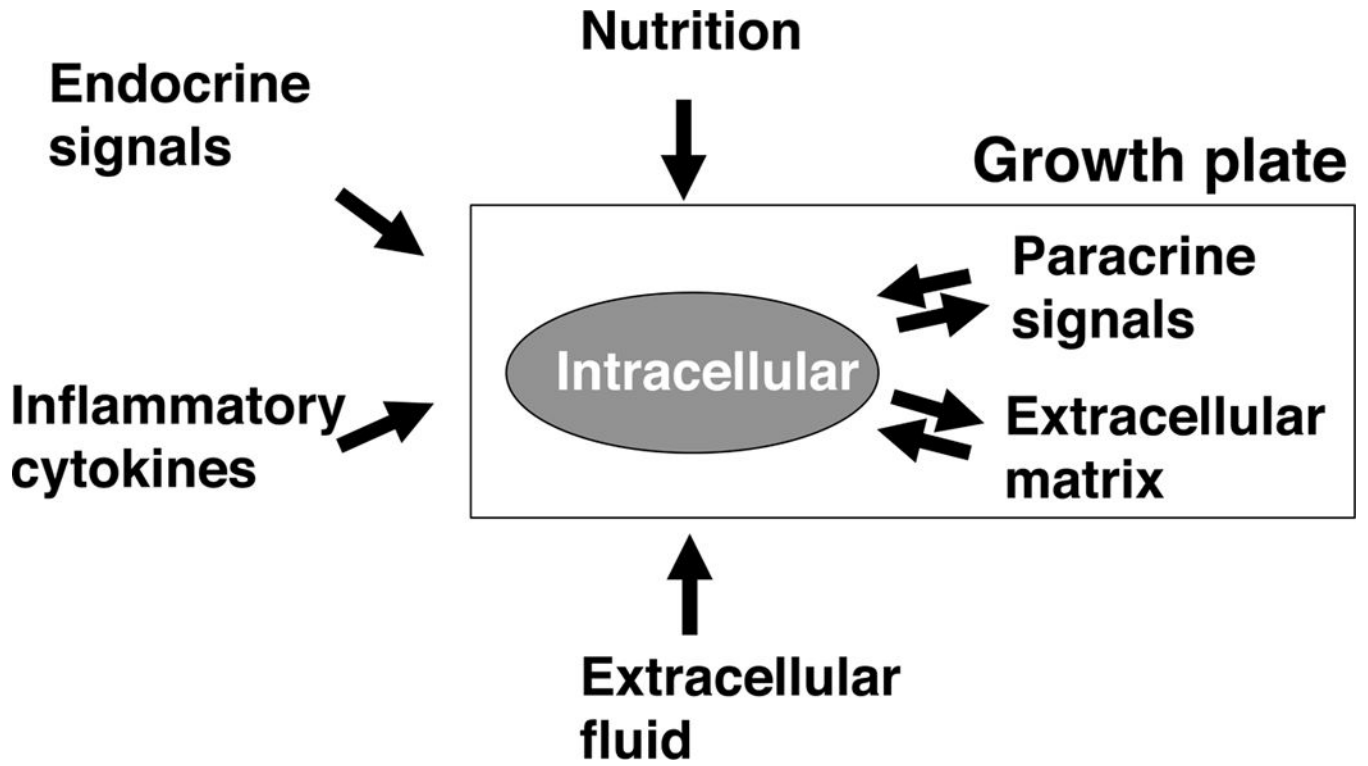 Nutrition
Endocrine
signals
Growth plate
Paracrine
signals
Intracellular
Inflammatory
cytokines
Extracellular
matrix
Extracellular
fluid